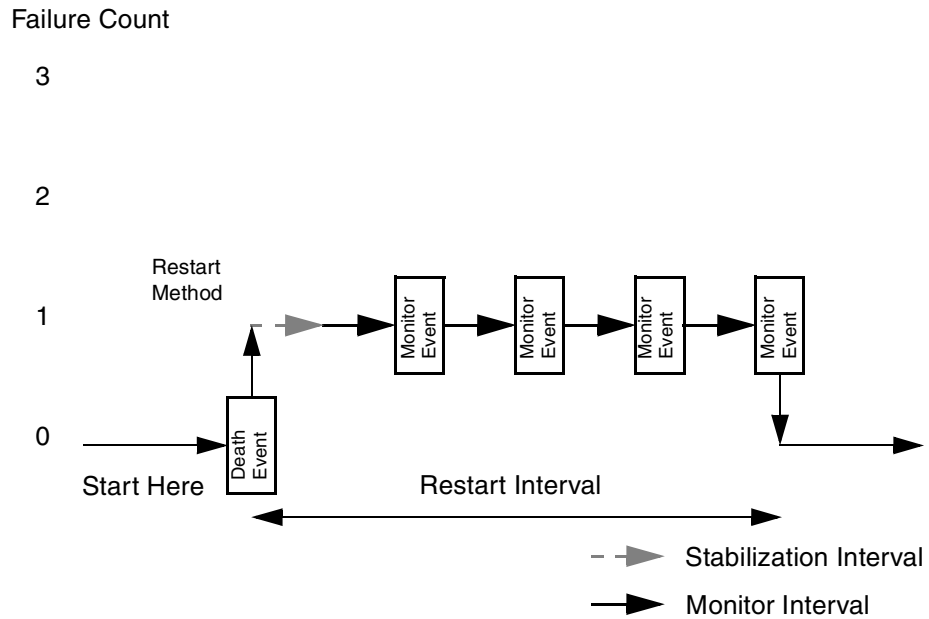 Failure Count
3
2
Restart
Method
1
Monitor
Event
Monitor
Event
Monitor
Event
Monitor
Event
0
Death
Event
Start Here
Restart Interval
Stabilization Interval
Monitor Interval